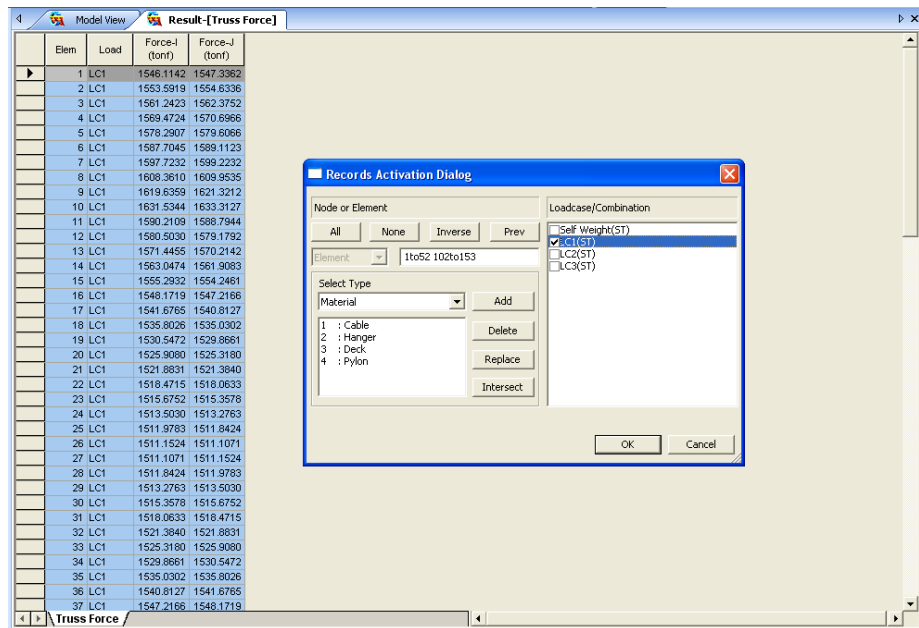 Model View Result-[Truss Force]
Elem Load Force-I (tonf) Force-J (tonf)
1 LC1 1546.1142 1547.3362
2 LC1 1553.5919 1554.6336
3 LC1 1561.2423 1562.3752
4 LC1 1569.4724 1570.6966
5 LC1 1578.2907 1579.6066
6 LC1 1587.7045 1589.1123
7 LC1 1597.7232 1599.2232
8 LC1 1608.3610 1609.9535
9 LC1 1619.6359 1621.3212
10 LC1 1631.5344 1633.3127
11 LC1 1590.2109 1588.7944
12 LC1 1580.5030 1579.1792
13 LC1 1571.4455 1570.2142
14 LC1 1563.0474 1561.9083
15 LC1 1555.2932 1554.2461
16 LC1 1548.1719 1547.2166
17 LC1 1541.6765 1540.8127
18 LC1 1535.8026 1535.0302
19 LC1 1530.5472 1529.8661
20 LC1 1525.9080 1525.3180
21 LC1 1521.8831 1521.3840
22 LC1 1518.4715 1518.0633
23 LC1 1515.6752 1515.3578
24 LC1 1513.5030 1513.2763
25 LC1 1511.9783 1511.8424
26 LC1 1511.1524 1511.1071
27 LC1 1511.1071 1511.1524
28 LC1 1511.8424 1511.9783
29 LC1 1513.2763 1513.5030
30 LC1 1515.3578 1515.6752
31 LC1 1518.0633 1518.4715
32 LC1 1521.3840 1521.8831
33 LC1 1525.3180 1525.9080
34 LC1 1529.8661 1530.5472
35 LC1 1535.0302 1535.8026
36 LC1 1540.8127 1541.6765
37 LC1 1547.2166 1548.1719
Truss Force
Records Activation Dialog
Node or Element
All None Inverse Prev
Element 1to52 102to153
Select Type
Material
Add
1 : Cable
2 : Hanger
3 : Deck
4 : Pylon
Delete
Replace
Intersect
Loadcase/Combination
Self Weight(ST)
LC1(ST)
LC2(ST)
LC3(ST)
OK Cancel